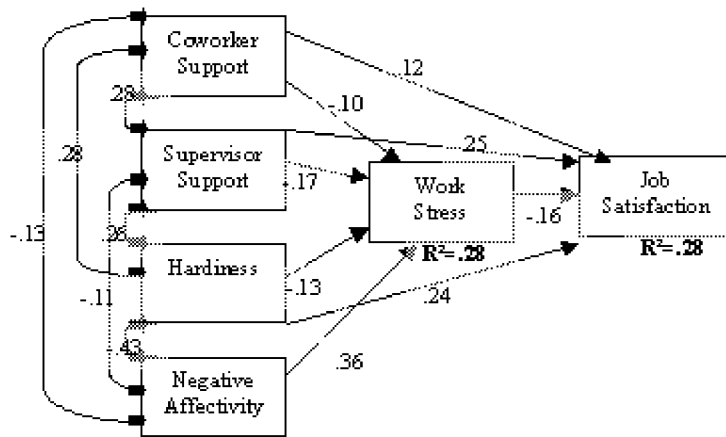 Coworker
Support
.12
.28
-.10
Supervisor
Support
.25
.28
-.17
Work
Stress
Job
Satisfaction
-.16
-.13
.26
R²=.28
R²=.28
Hardiness
-.13
-.11
.24
-.43
.36
Negative
Affectivity